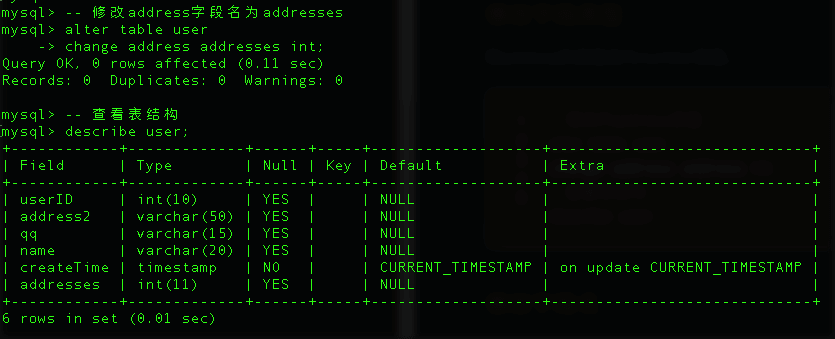 mysql> -- 修改address字段名为addresses
mysql> alter table user
    -> change address addresses int;
Query OK, 0 rows affected (0.11 sec)
Records: 0  Duplicates: 0  Warnings: 0
mysql> -- 查看表结构
mysql> describe user;
+------------+-------------+------+-----+-------------------+-----------------------------+
| Field      | Type        | Null | Key | Default           | Extra                       |
+------------+-------------+------+-----+-------------------+-----------------------------+
| userID     | int(10)     | YES  |     | NULL              |                             |
| address2   | varchar(50) | YES  |     | NULL              |                             |
| qq         | varchar(15) | YES  |     | NULL              |                             |
| name       | varchar(20) | YES  |     | NULL              |                             |
| createTime | timestamp   | NO   |     | CURRENT_TIMESTAMP | on update CURRENT_TIMESTAMP |
| addresses  | int(11)     | YES  |     | NULL              |                             |
+------------+-------------+------+-----+-------------------+-----------------------------+
6 rows in set (0.01 sec)